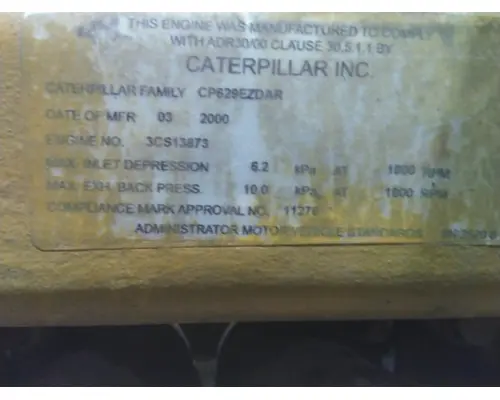 THIS ENGINE WAS MANUFACTURED TO COMPLY
WITH ADR30/00 CLAUSE 30.5.1.1 BY
CATERPILLAR INC.
CATERPILLAR FAMILY CP629EZDAR
DATE OF MFR 03 2000
ENGINE NO. 3CS13873
MAX. INLET DEPRESSION 6.2 kPa AT 1800 RPM
MAX. EXH. BACK PRESS. 10.0 kPa AT 1800 RPM
COMPLIANCE MARK APPROVAL NO. 11276
ADMINISTRATOR MOTOR VEHICLE STANDARDS